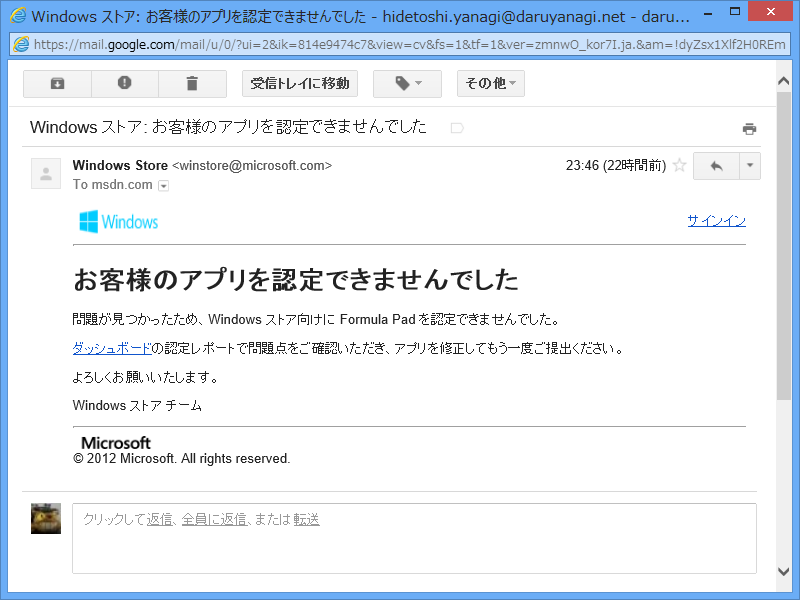 Windows ストア: お客様のアプリを認定できませんでした - hidetoshi.yanagi@daruyanagi.net - daru...
https://mail.google.com/mail/u/0/?ui=2&ik=814e9474c7&view=cv&fs=1&tf=1&ver=zmnwO_kor7I.ja.&am=!dyZsx1Xlf2H0REm
受信トレイに移動 その他
Windows ストア: お客様のアプリを認定できませんでした
Windows Store <winstore@microsoft.com> 23:46 (22時間前)
To msdn.com
Windows サインイン
お客様のアプリを認定できませんでした
問題が見つかったため、Windows ストア向けに Formula Pad を認定できませんでした。
ダッシュボードの認定レポートで問題点をご確認いただき、アプリを修正してもう一度ご提出ください。
よろしくお願いいたします。
Windows ストア チーム
Microsoft
© 2012 Microsoft. All rights reserved.
クリックして返信、全員に返信、または転送